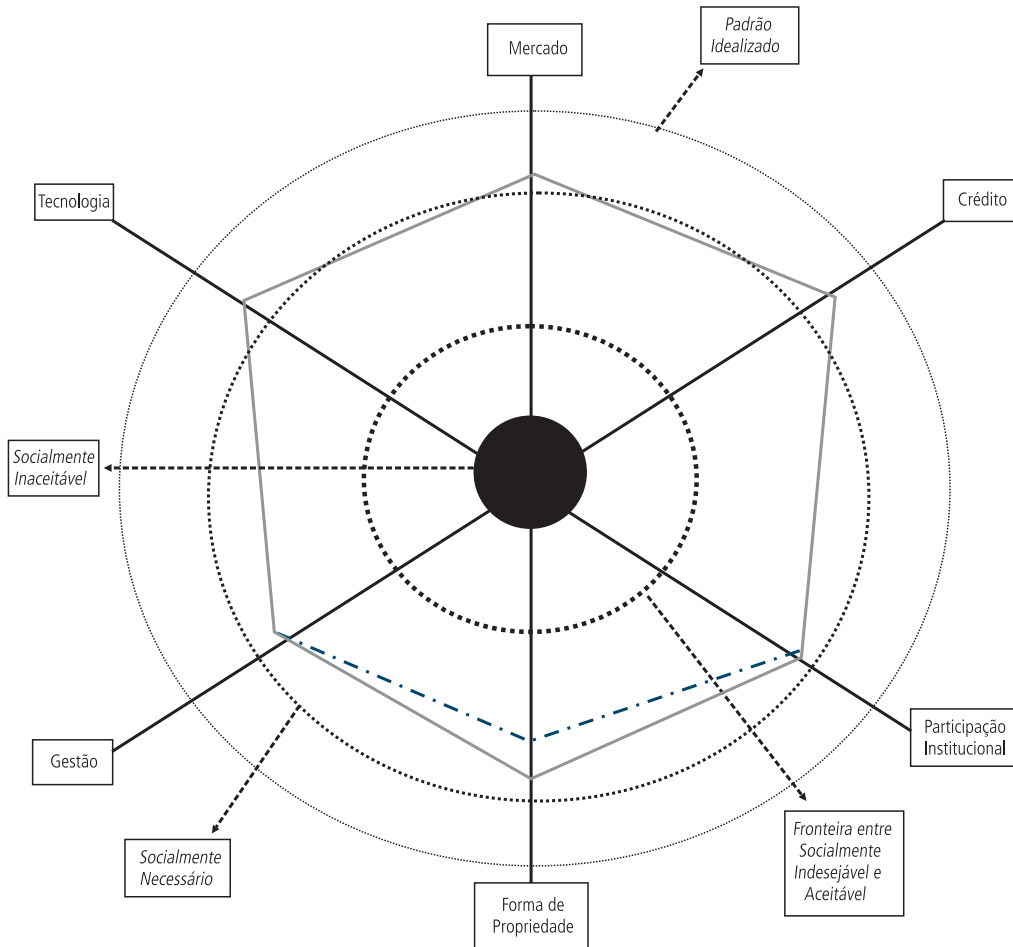 Padrão
Idealizado
Mercado
Tecnologia
Crédito
Socialmente
Inaceitável
Participação
Institucional
Gestão
Fronteira entre
Socialmente
Indesejável e
Aceitável
Socialmente
Necessário
Forma de
Propriedade